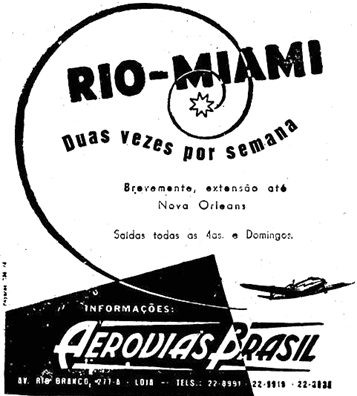 RIO-MIAMI
Duas vezes por semana
Brevemente, extensão até
Nova Orleans
Saídas todas as 4as. e Domingos.
INFORMAÇÕES:
AEROVIAS BRASIL
AV. RIO BRANCO, 277-A - LOJA - TELS.: 22-8991 - 22-9919 - 22-3838